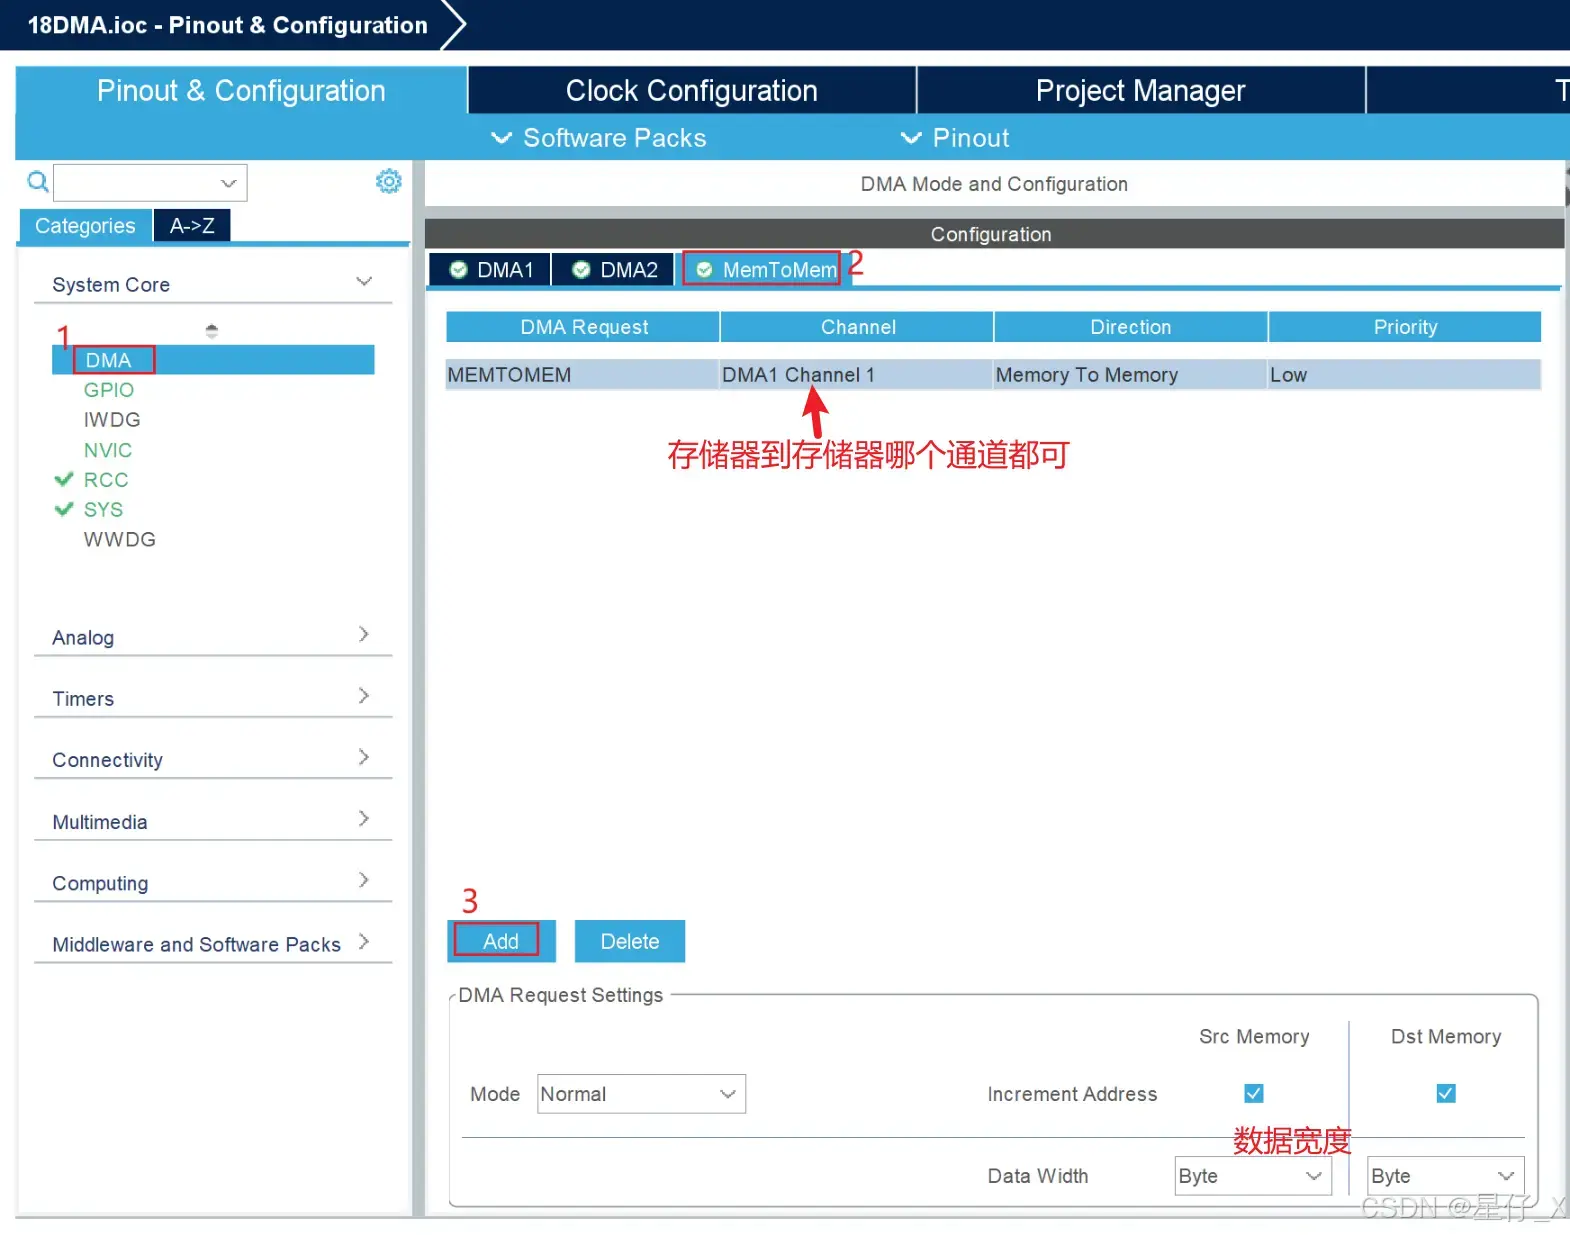 18DMA.ioc - Pinout & Configuration
Pinout & Configuration
Clock Configuration
Project Manager
T
Software Packs
Pinout
DMA Mode and Configuration
Categories
A->Z
Configuration
DMA1
DMA2
MemToMem
2
System Core
DMA Request
Channel
Direction
Priority
1
DMA
MEMTOMEM
DMA1 Channel 1
Memory To Memory
Low
GPIO
IWDG
NVIC
存储器到存储器哪个通道都可
RCC
SYS
WWDG
Analog
Timers
Connectivity
Multimedia
Computing
Middleware and Software Packs
3
Add
Delete
DMA Request Settings
Src Memory
Dst Memory
Mode
Normal
Increment Address
数据宽度
Data Width
Byte
Byte
CSDN @星仔_X